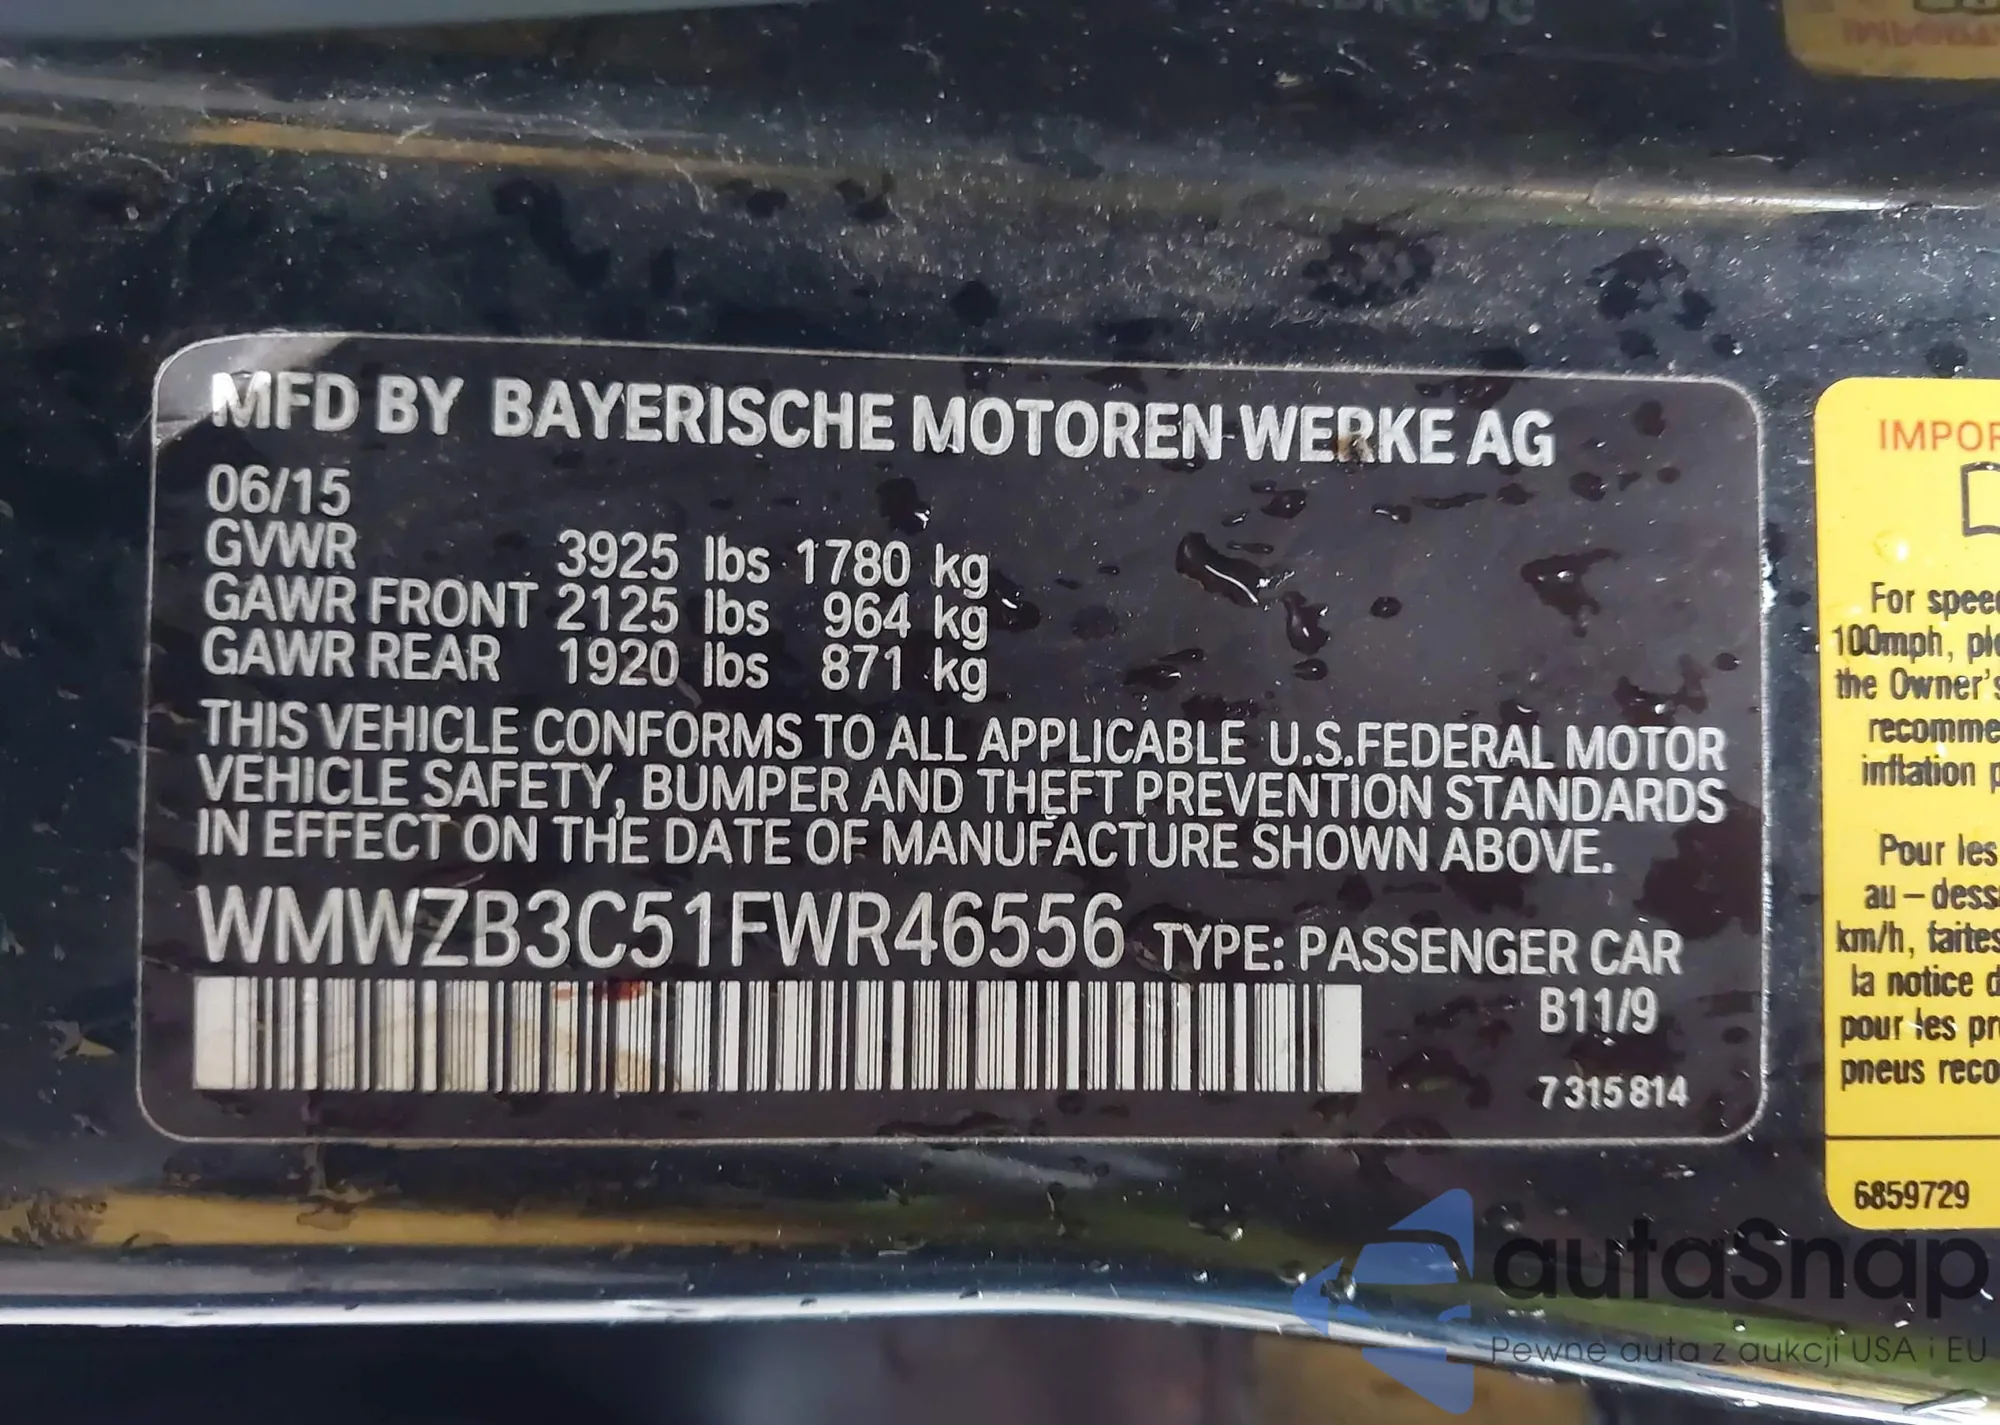 MFD BY BAYERISCHE MOTOREN WERKE AG
06/15
GVWR 3925 lbs 1780 kg
GAWR FRONT 2125 lbs 964 kg
GAWR REAR 1920 lbs 871 kg
THIS VEHICLE CONFORMS TO ALL APPLICABLE U.S.FEDERAL MOTOR
VEHICLE SAFETY, BUMPER AND THEFT PREVENTION STANDARDS
IN EFFECT ON THE DATE OF MANUFACTURE SHOWN ABOVE.
WMWZB3C51FWR46556 TYPE: PASSENGER CAR
B11/9
7 315 814
IMPOR
For spee
100mph, ple
the Owner's
recomme
inflation p
Pour les
au – dess
km/h, faites
la notice d
pour les pr
pneus reco
6859729
autaSnap
Pewne auta z aukcji USA i EU